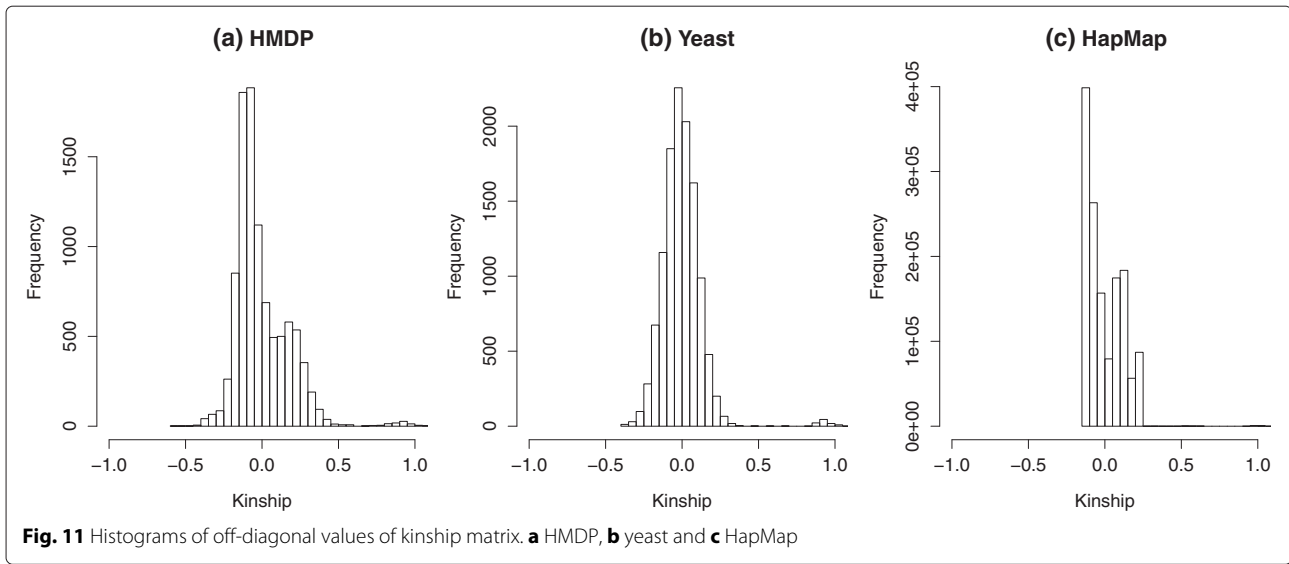 (a) HMDP
Frequency
0 500 1000 1500
−1.0 −0.5 0.0 0.5 1.0
Kinship
(b) Yeast
Frequency
0 500 1000 1500 2000
−1.0 −0.5 0.0 0.5 1.0
Kinship
(c) HapMap
Frequency
0e+00 1e+05 2e+05 3e+05 4e+05
−1.0 −0.5 0.0 0.5 1.0
Kinship
Fig. 11 Histograms of off-diagonal values of kinship matrix. a HMDP, b yeast and c HapMap